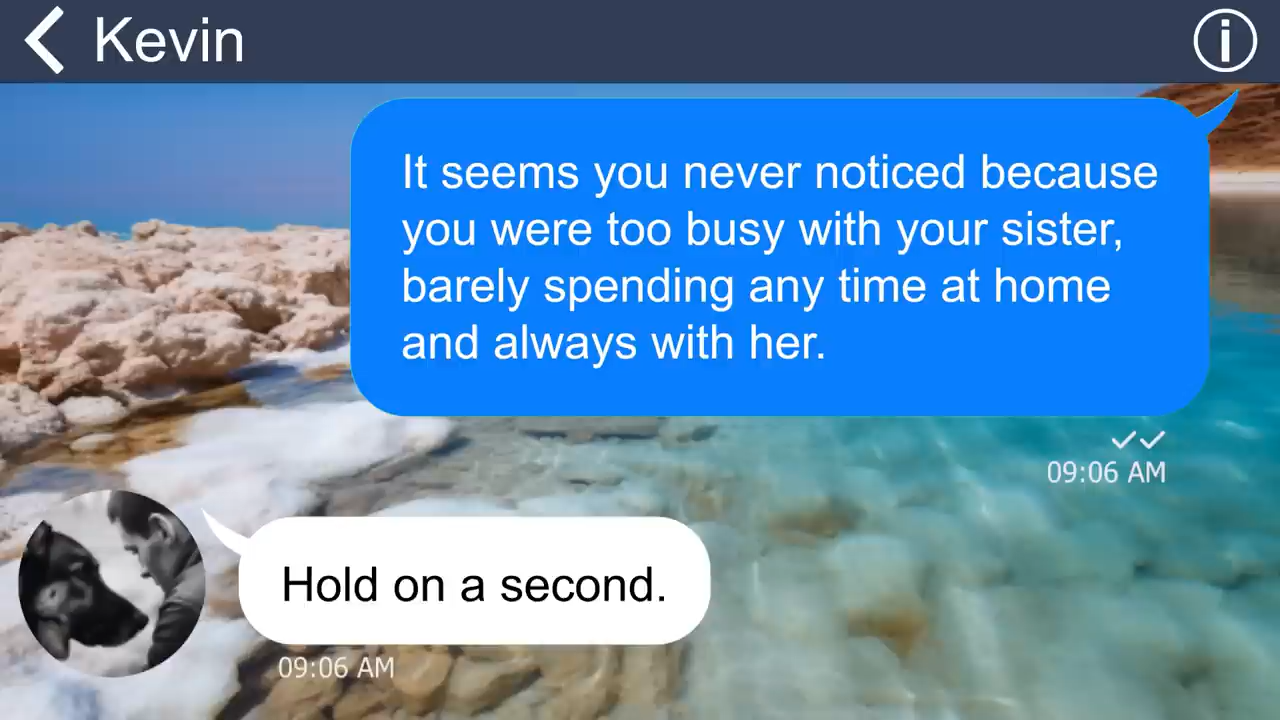 Kevin
It seems you never noticed because
you were too busy with your sister,
barely spending any time at home
and always with her.
09:06 AM
Hold on a second.
09:06 AM